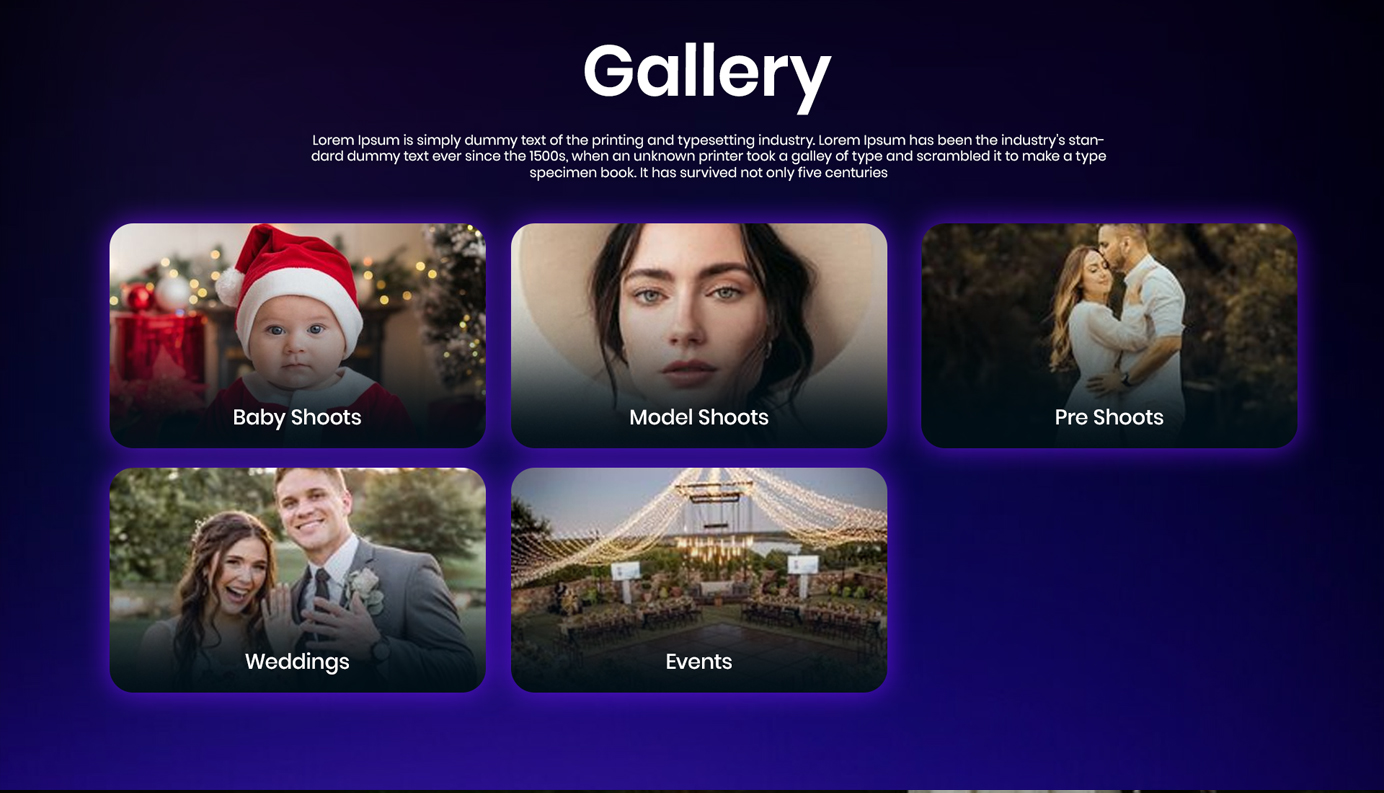 Gallery
Lorem Ipsum is simply dummy text of the printing and typesetting industry. Lorem Ipsum has been the industry's stan-
dard dummy text ever since the 1500s, when an unknown printer took a galley of type and scrambled it to make a type
specimen book. It has survived not only five centuries
Baby Shoots
Model Shoots
Pre Shoots
Weddings
Events